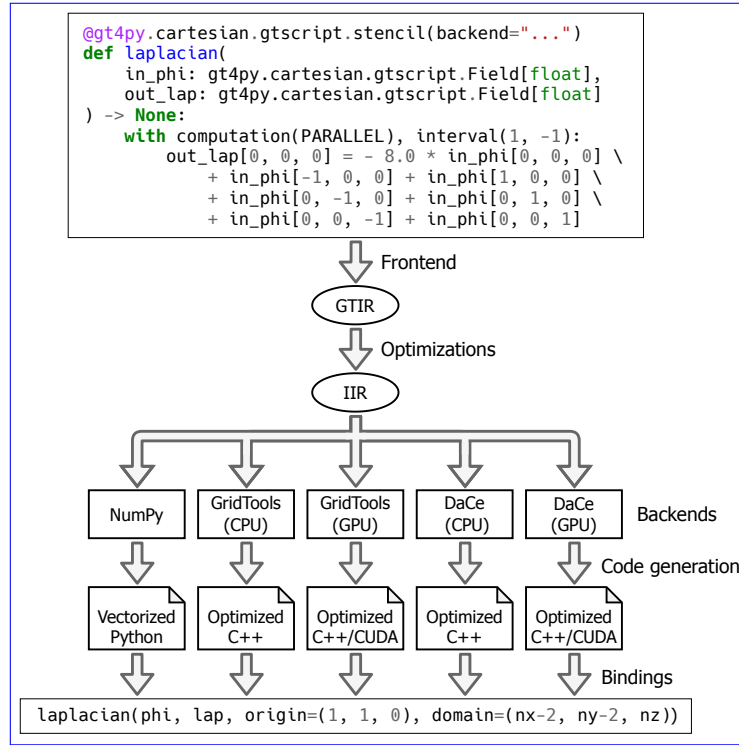 @gt4py.cartesian.gtscript.stencil(backend="...")
def laplacian(
    in_phi: gt4py.cartesian.gtscript.Field[float],
    out_lap: gt4py.cartesian.gtscript.Field[float]
) -> None:
    with computation(PARALLEL), interval(1, -1):
        out_lap[0, 0, 0] = - 8.0 * in_phi[0, 0, 0] \
            + in_phi[-1, 0, 0] + in_phi[1, 0, 0] \
            + in_phi[0, -1, 0] + in_phi[0, 1, 0] \
            + in_phi[0, 0, -1] + in_phi[0, 0, 1]
Frontend
GTIR
Optimizations
IIR
NumPy
GridTools
(CPU)
GridTools
(GPU)
DaCe
(CPU)
DaCe
(GPU)
Backends
Code generation
Vectorized
Python
Optimized
C++
Optimized
C++/CUDA
Optimized
C++
Optimized
C++/CUDA
Bindings
laplacian(phi, lap, origin=(1, 1, 0), domain=(nx-2, ny-2, nz))